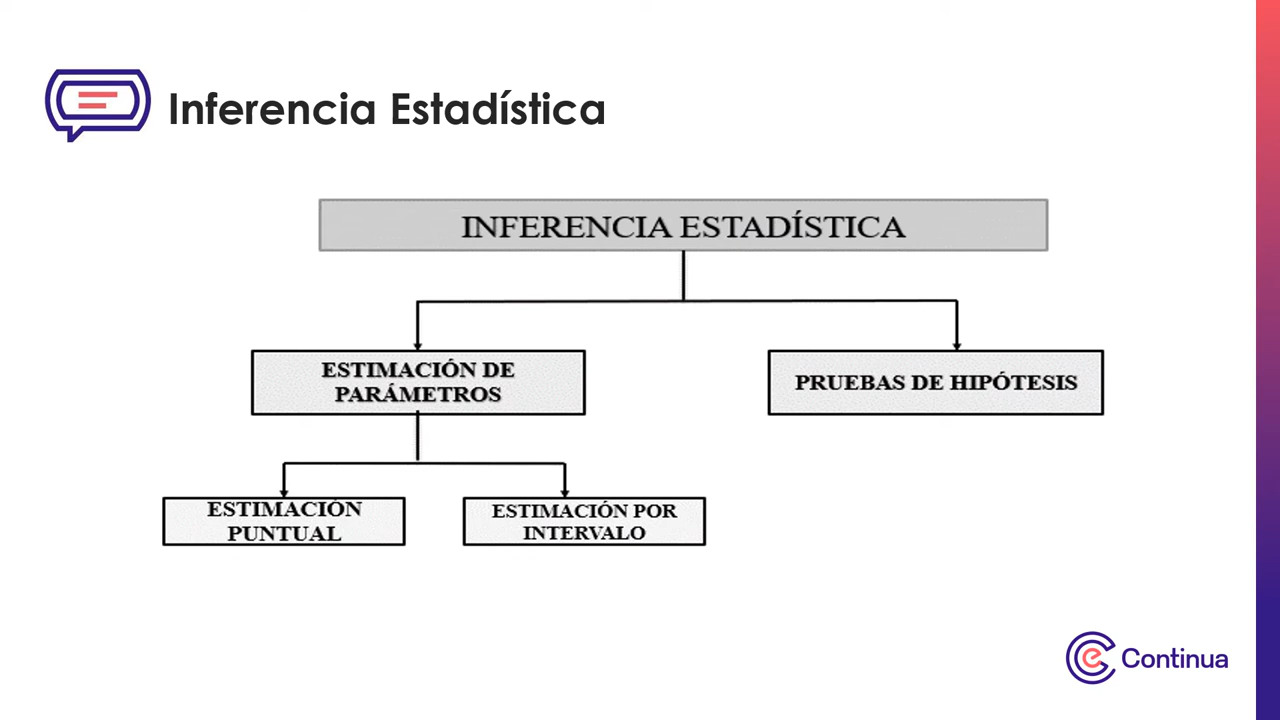 Inferencia Estadística
INFERENCIA ESTADÍSTICA
ESTIMACIÓN DE
PARÁMETROS
PRUEBAS DE HIPÓTESIS
ESTIMACIÓN
PUNTUAL
ESTIMACIÓN POR
INTERVALO
e Continua